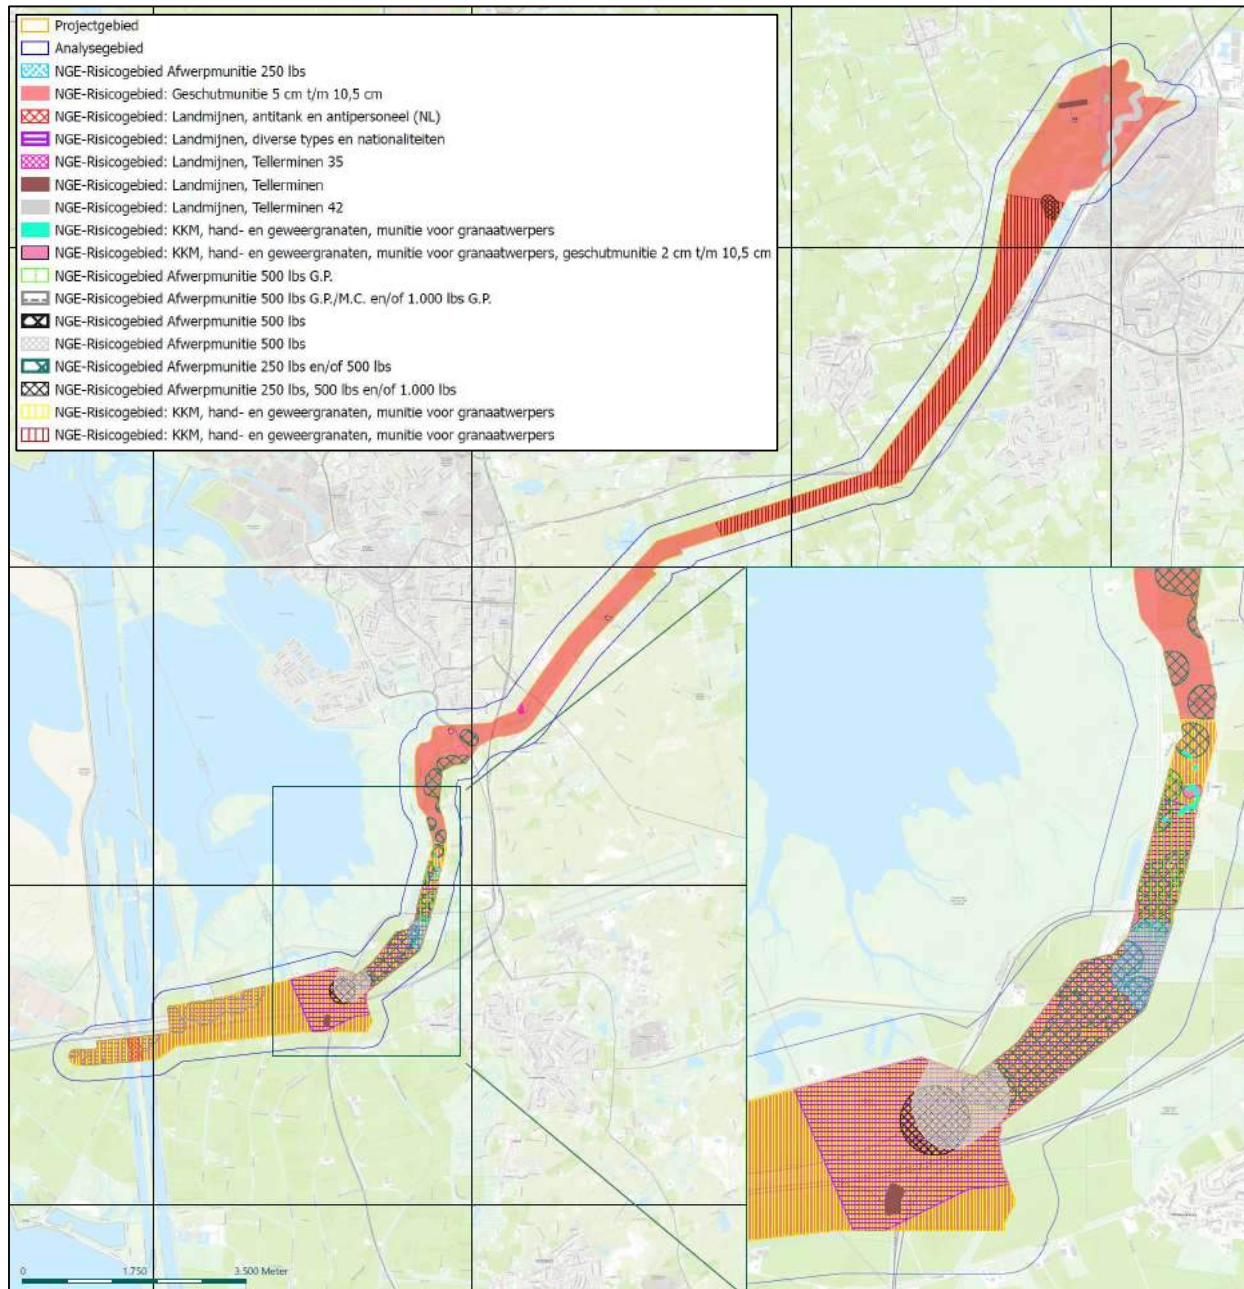 Projectgebied
Analysegebied
NGE-Risicogebied Afwerpmunitie 250 lbs
NGE-Risicogebied: Geschutmunitie 5 cm t/m 10,5 cm
NGE-Risicogebied: Landmijnen, antitank en antipersoneel (NL)
NGE-Risicogebied: Landmijnen, diverse types en nationaliteiten
NGE-Risicogebied: Landmijnen, Tellerminen 35
NGE-Risicogebied: Landmijnen, Tellerminen
NGE-Risicogebied: Landmijnen, Tellerminen 42
NGE-Risicogebied: KKM, hand- en geweergranaten, munitie voor granaatwerpers
NGE-Risicogebied: KKM, hand- en geweergranaten, munitie voor granaatwerpers, geschutmunitie 2 cm t/m 10,5 cm
NGE-Risicogebied Afwerpmunitie 500 lbs G.P.
NGE-Risicogebied Afwerpmunitie 500 lbs G.P./M.C. en/of 1.000 lbs G.P.
NGE-Risicogebied Afwerpmunitie 500 lbs
NGE-Risicogebied Afwerpmunitie 500 lbs
NGE-Risicogebied Afwerpmunitie 250 lbs en/of 500 lbs
NGE-Risicogebied Afwerpmunitie 250 lbs, 500 lbs en/of 1.000 lbs
NGE-Risicogebied: KKM, hand- en geweergranaten, munitie voor granaatwerpers
NGE-Risicogebied: KKM, hand- en geweergranaten, munitie voor granaatwerpers
0 1.750 3.500 Meter